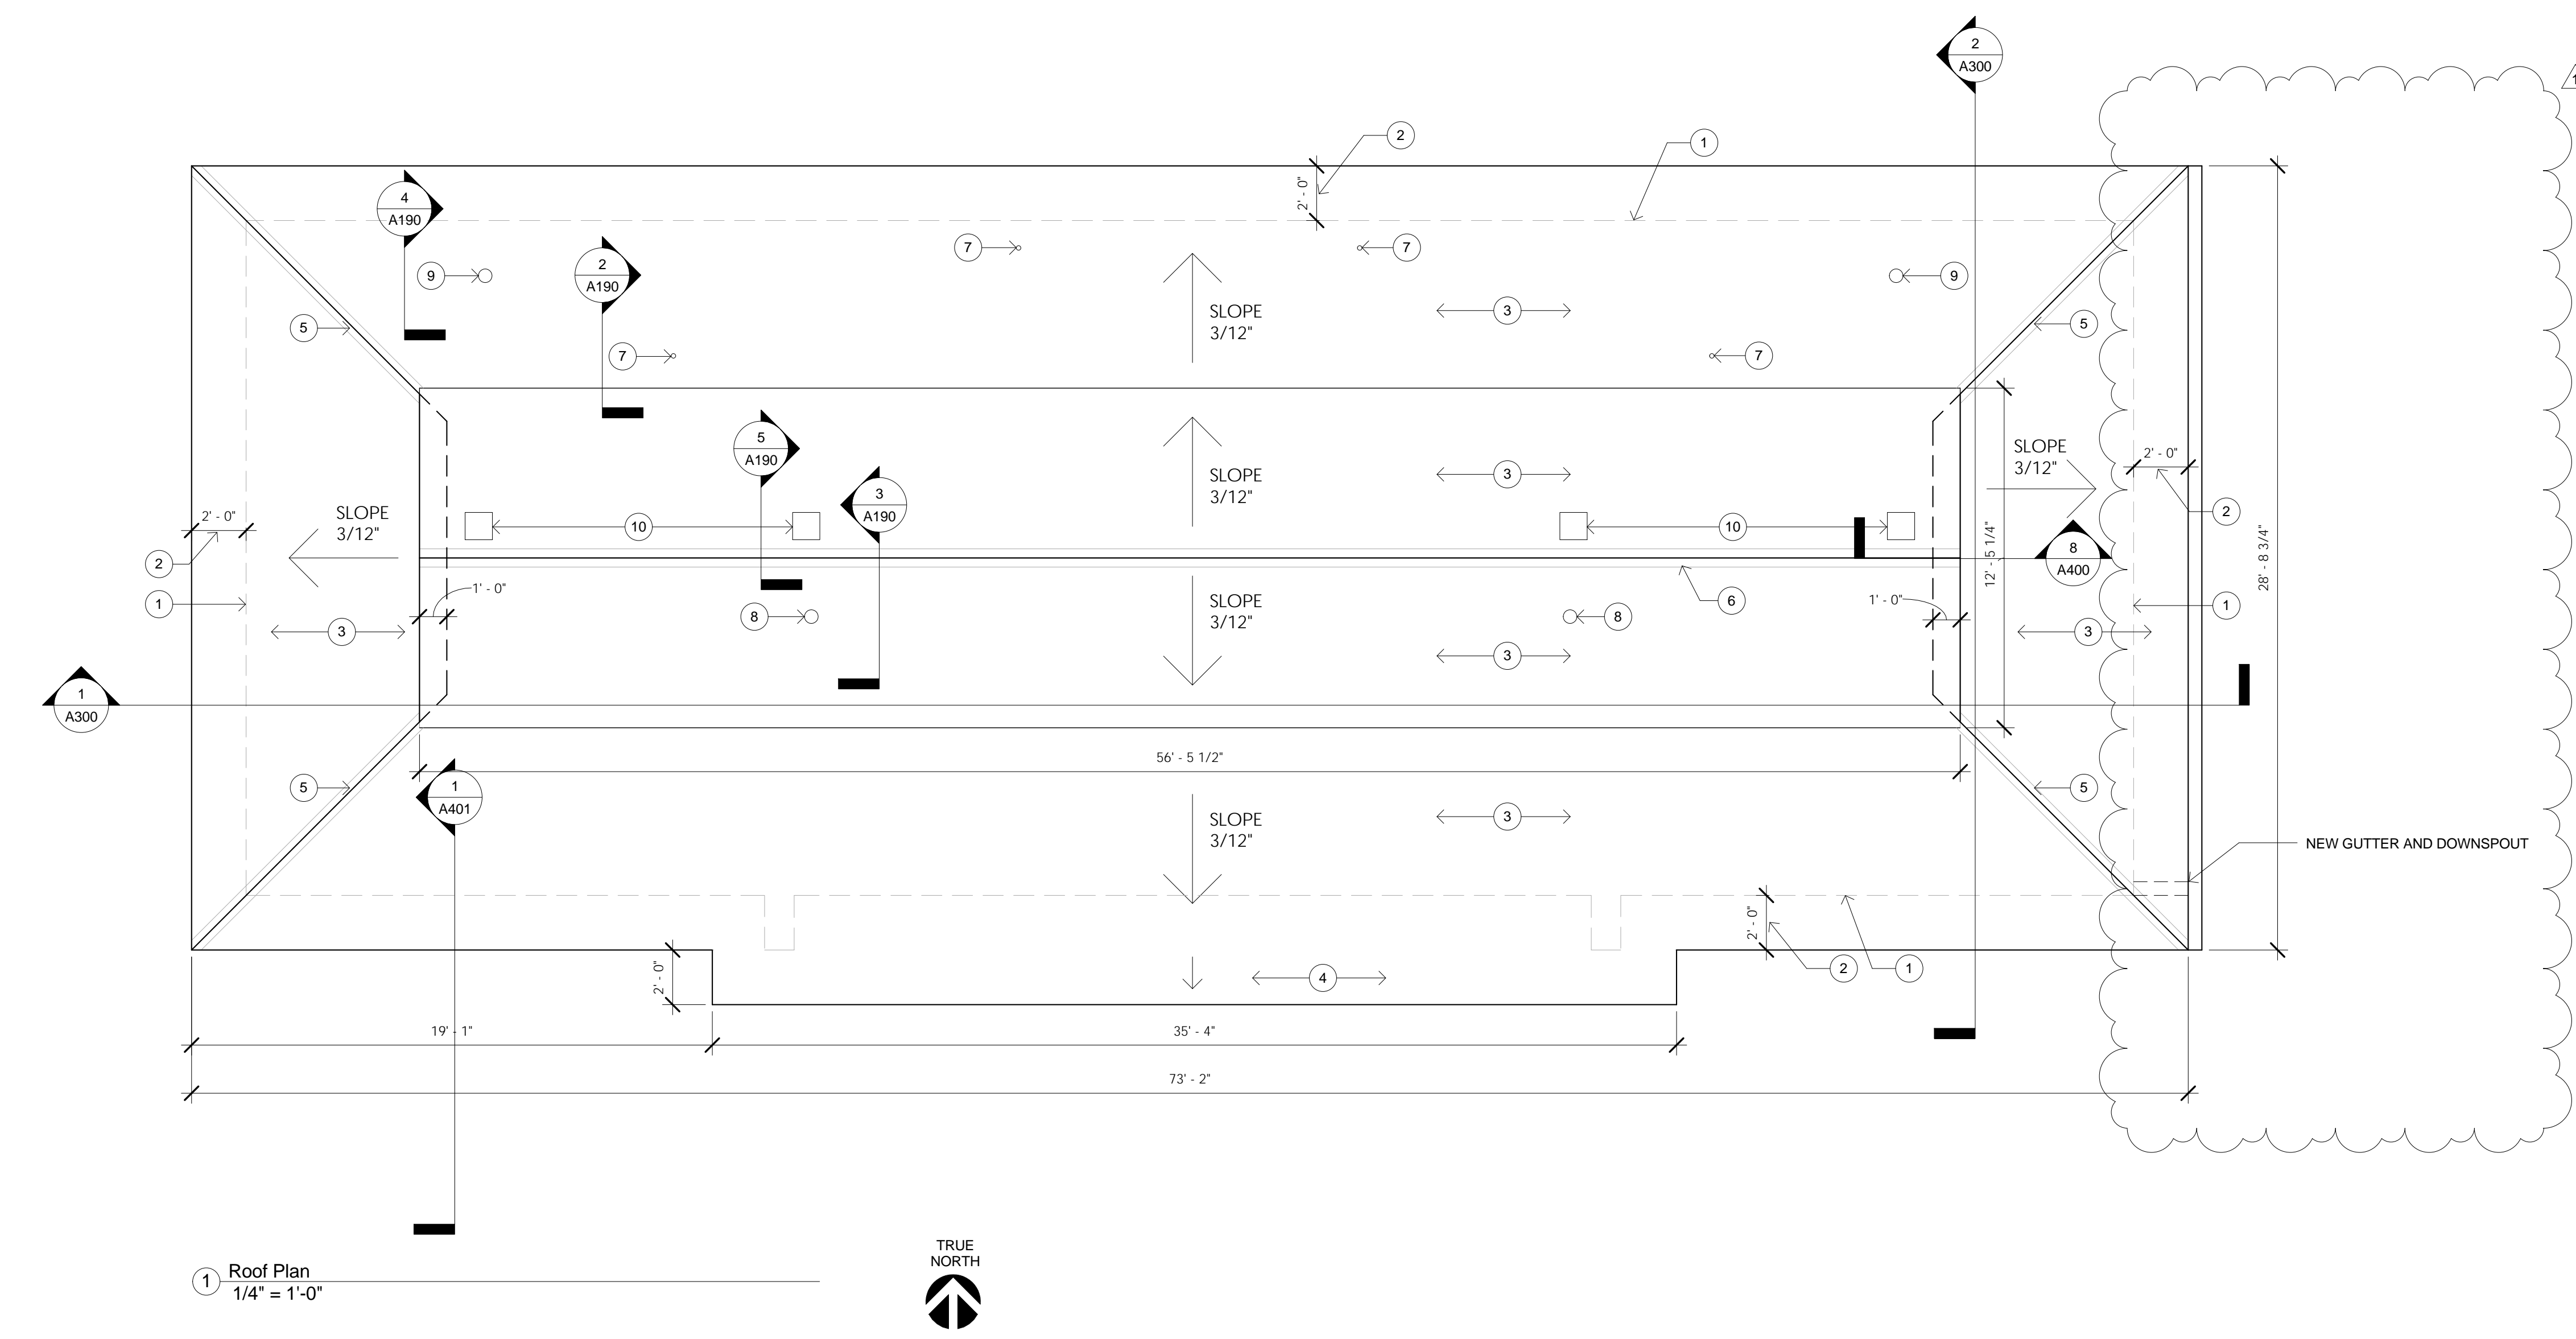 2
A300
1
2
1
4
A190
2' - 0"
2
A190
7
7
9
9
SLOPE
3/12"
3
5
5
7
7
5
A190
SLOPE
3/12"
2' - 0"
SLOPE
3/12"
3
3
A190
2' - 0"
SLOPE
3/12"
10
10
2
12' - 5 1/4"
28' - 8 3/4"
8
A400
2
1' - 0"
SLOPE
3/12"
6
1' - 0"
1
1
8
8
3
3
3
1
A300
56' - 5 1/2"
5
5
1
A401
SLOPE
3/12"
3
NEW GUTTER AND DOWNSPOUT
2' - 0"
2' - 0"
4
2
1
19' - 1"
35' - 4"
73' - 2"
TRUE
NORTH
1
Roof Plan
1/4" = 1'-0"